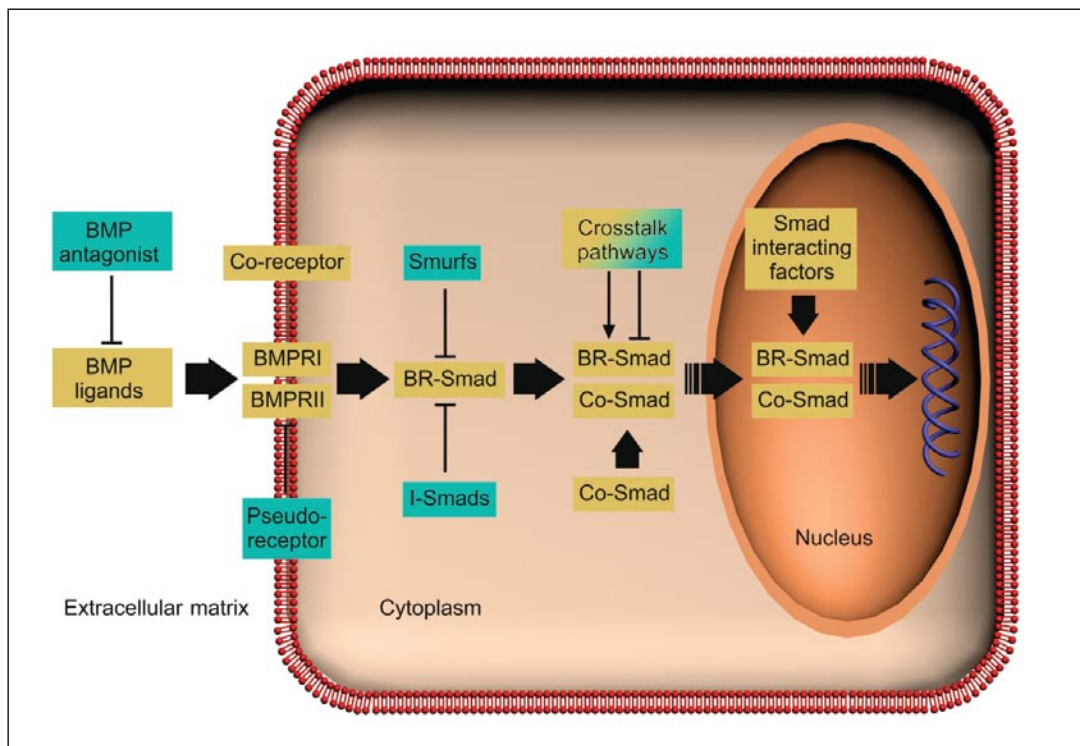 BMP
antagonist
BMP
ligands
Co-receptor
BMPRI
BMPRII
Pseudo-
receptor
Smurfs
BR-Smad
I-Smads
Crosstalk
pathways
BR-Smad
Co-Smad
Co-Smad
Smad
interacting
factors
BR-Smad
Co-Smad
Nucleus
Extracellular matrix
Cytoplasm